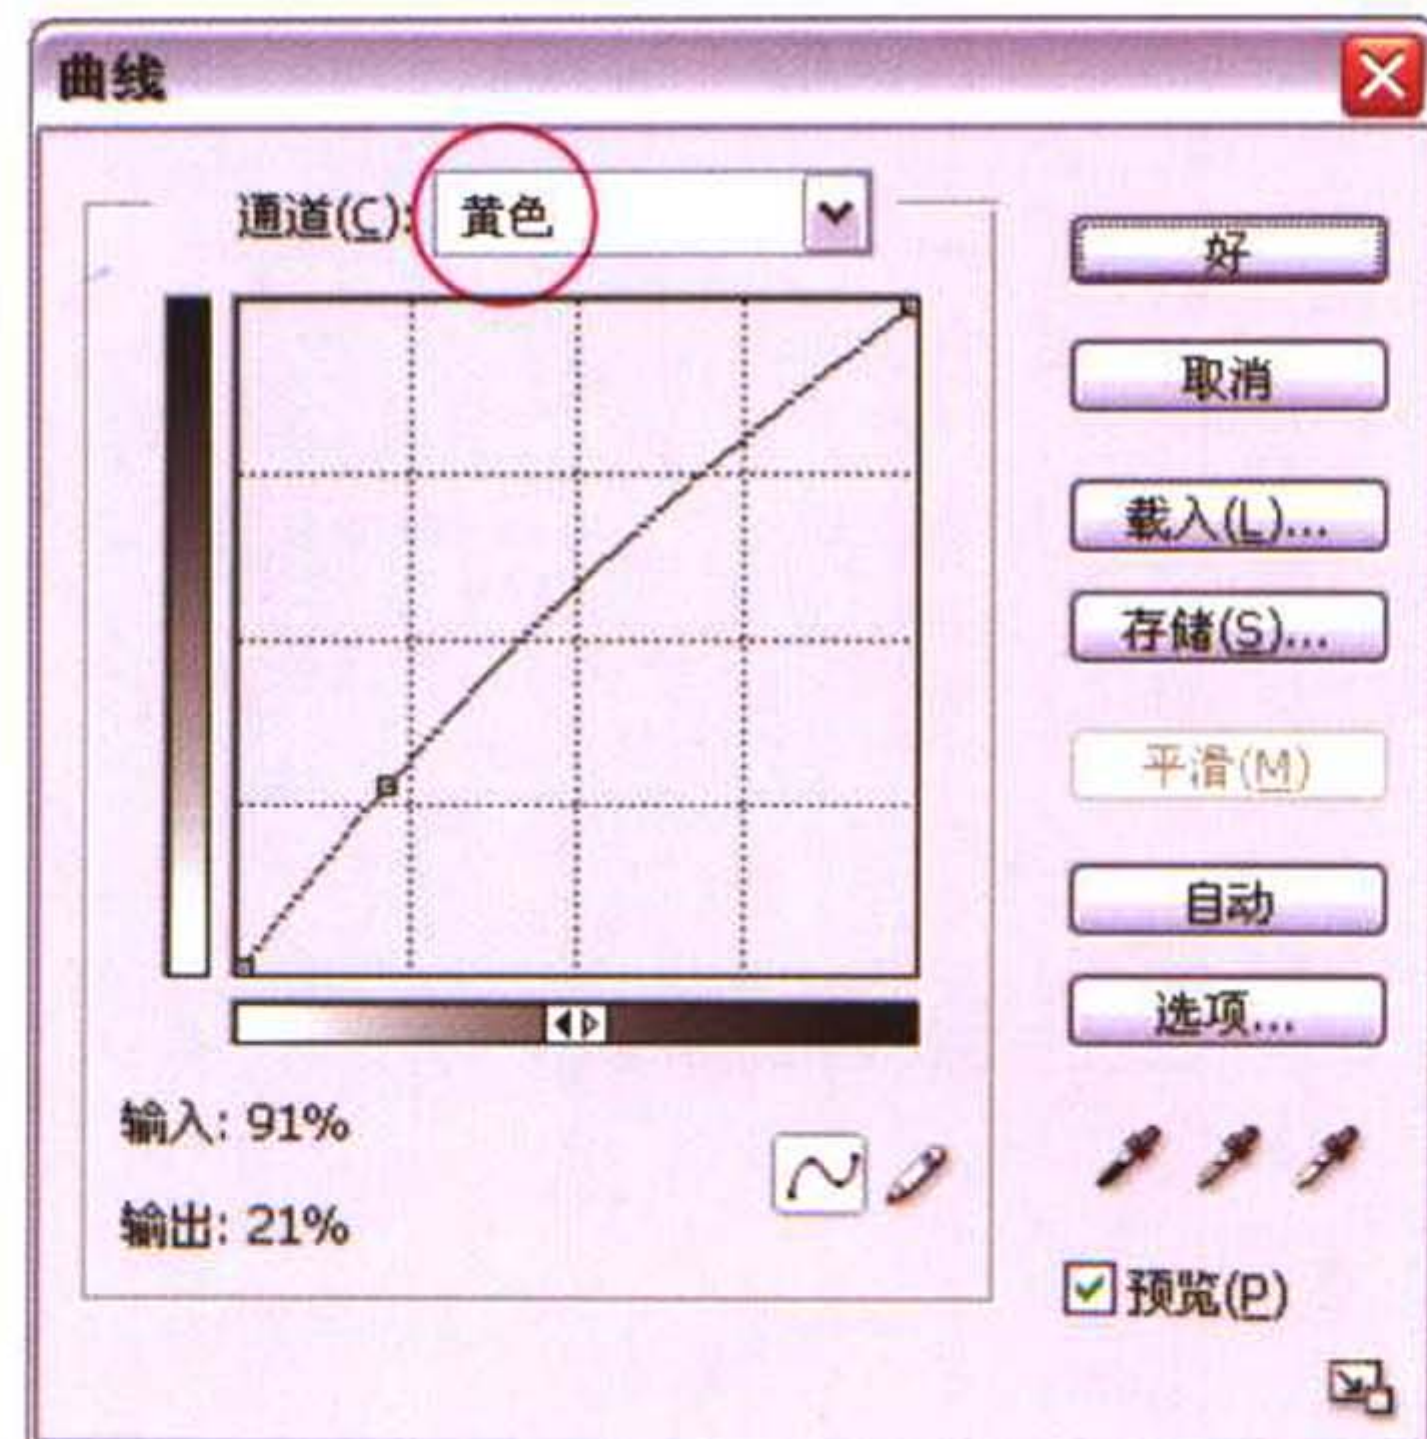 曲线
通道(C): 黄色
好
取消
载入(L)...
存储(S)...
平滑(M)
自动
选项...
输入: 91%
输出: 21%
预览(P)